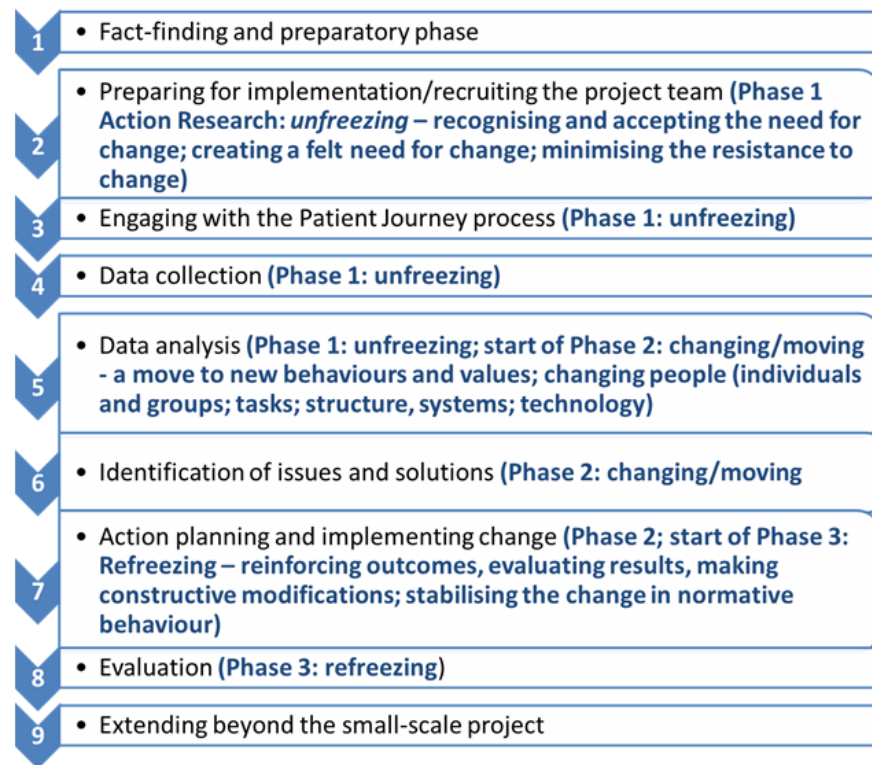 1
• Fact-finding and preparatory phase
2
• Preparing for implementation/recruiting the project team (Phase 1
Action Research: unfreezing – recognising and accepting the need for
change; creating a felt need for change; minimising the resistance to
change)
3
• Engaging with the Patient Journey process (Phase 1: unfreezing)
4
• Data collection (Phase 1: unfreezing)
5
• Data analysis (Phase 1: unfreezing; start of Phase 2: changing/moving
- a move to new behaviours and values; changing people (individuals
and groups; tasks; structure, systems; technology)
6
• Identification of issues and solutions (Phase 2: changing/moving
7
• Action planning and implementing change (Phase 2; start of Phase 3:
Refreezing – reinforcing outcomes, evaluating results, making
constructive modifications; stabilising the change in normative
behaviour)
8
• Evaluation (Phase 3: refreezing)
9
• Extending beyond the small-scale project